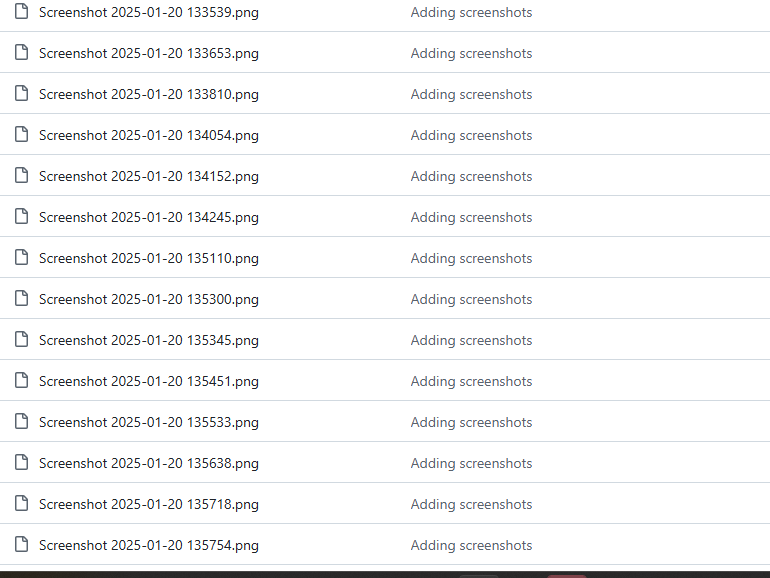 Screenshot 2025-01-20 133539.png Adding screenshots
Screenshot 2025-01-20 133653.png Adding screenshots
Screenshot 2025-01-20 133810.png Adding screenshots
Screenshot 2025-01-20 134054.png Adding screenshots
Screenshot 2025-01-20 134152.png Adding screenshots
Screenshot 2025-01-20 134245.png Adding screenshots
Screenshot 2025-01-20 135110.png Adding screenshots
Screenshot 2025-01-20 135300.png Adding screenshots
Screenshot 2025-01-20 135345.png Adding screenshots
Screenshot 2025-01-20 135451.png Adding screenshots
Screenshot 2025-01-20 135533.png Adding screenshots
Screenshot 2025-01-20 135638.png Adding screenshots
Screenshot 2025-01-20 135718.png Adding screenshots
Screenshot 2025-01-20 135754.png Adding screenshots